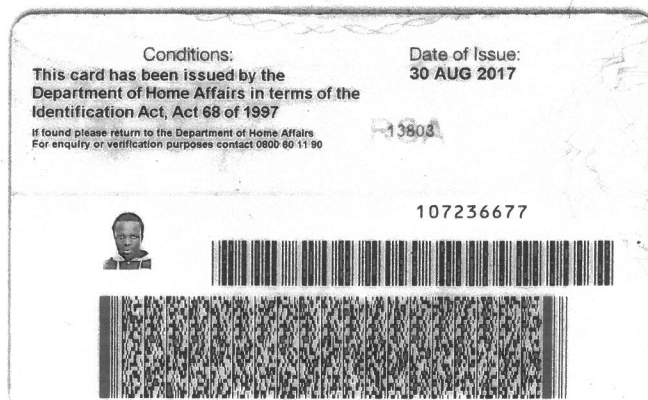 Conditions:
This card has been issued by the
Department of Home Affairs in terms of the
Identification Act, Act 68 of 1997
If found please return to the Department of Home Affairs
For enquiry or verification purposes contact 0800 60 11 90
Date of Issue:
30 AUG 2017
RSA
13803
107236677